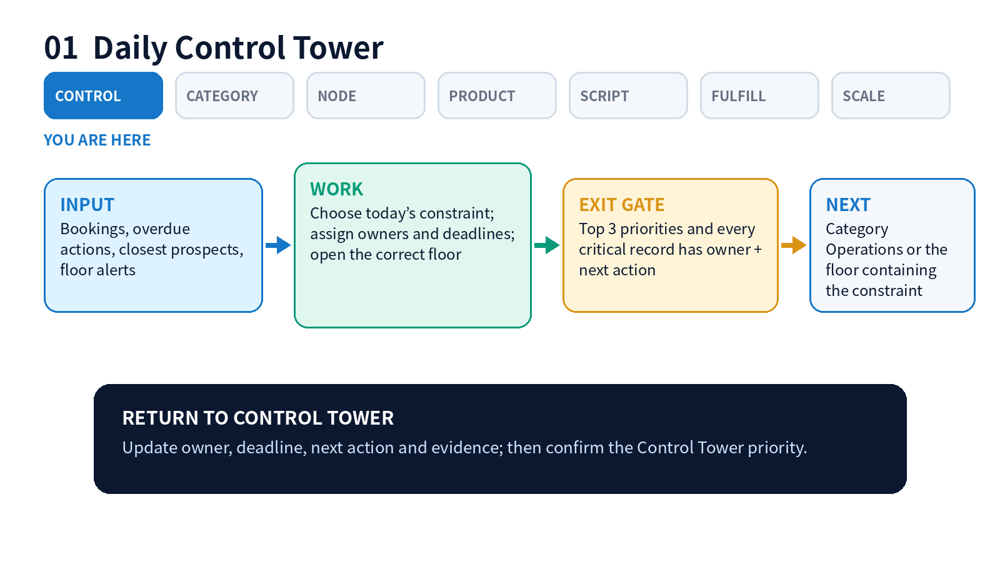 01 Daily Control Tower
CONTROL
CATEGORY
NODE
PRODUCT
SCRIPT
FULFILL
SCALE
YOU ARE HERE
INPUT
Bookings, overdue
actions, closest prospects,
floor alerts
WORK
Choose today’s constraint;
assign owners and deadlines;
open the correct floor
EXIT GATE
Top 3 priorities and every
critical record has owner +
next action
NEXT
Category
Operations or the
floor containing
the constraint
RETURN TO CONTROL TOWER
Update owner, deadline, next action and evidence; then confirm the Control Tower priority.